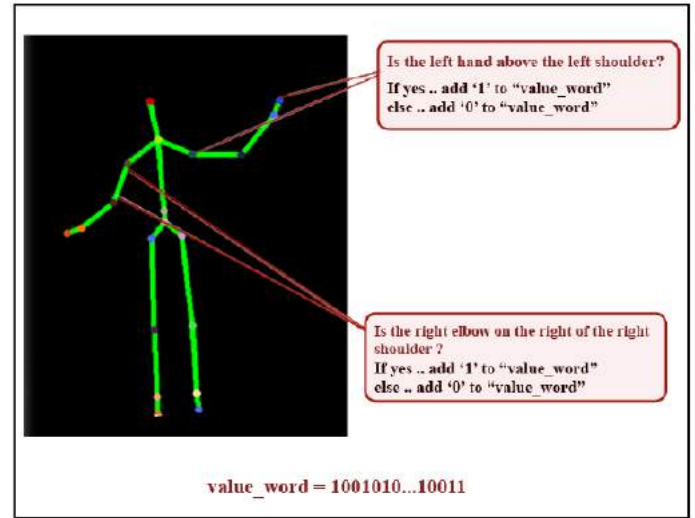 Is the left hand above the left shoulder?
If yes .. add ‘1’ to “value_word”
else .. add ‘0’ to “value_word”
Is the right elbow on the right of the right
shoulder ?
If yes .. add ‘1’ to “value_word”
else .. add ‘0’ to “value_word”
value_word = 1001010...10011